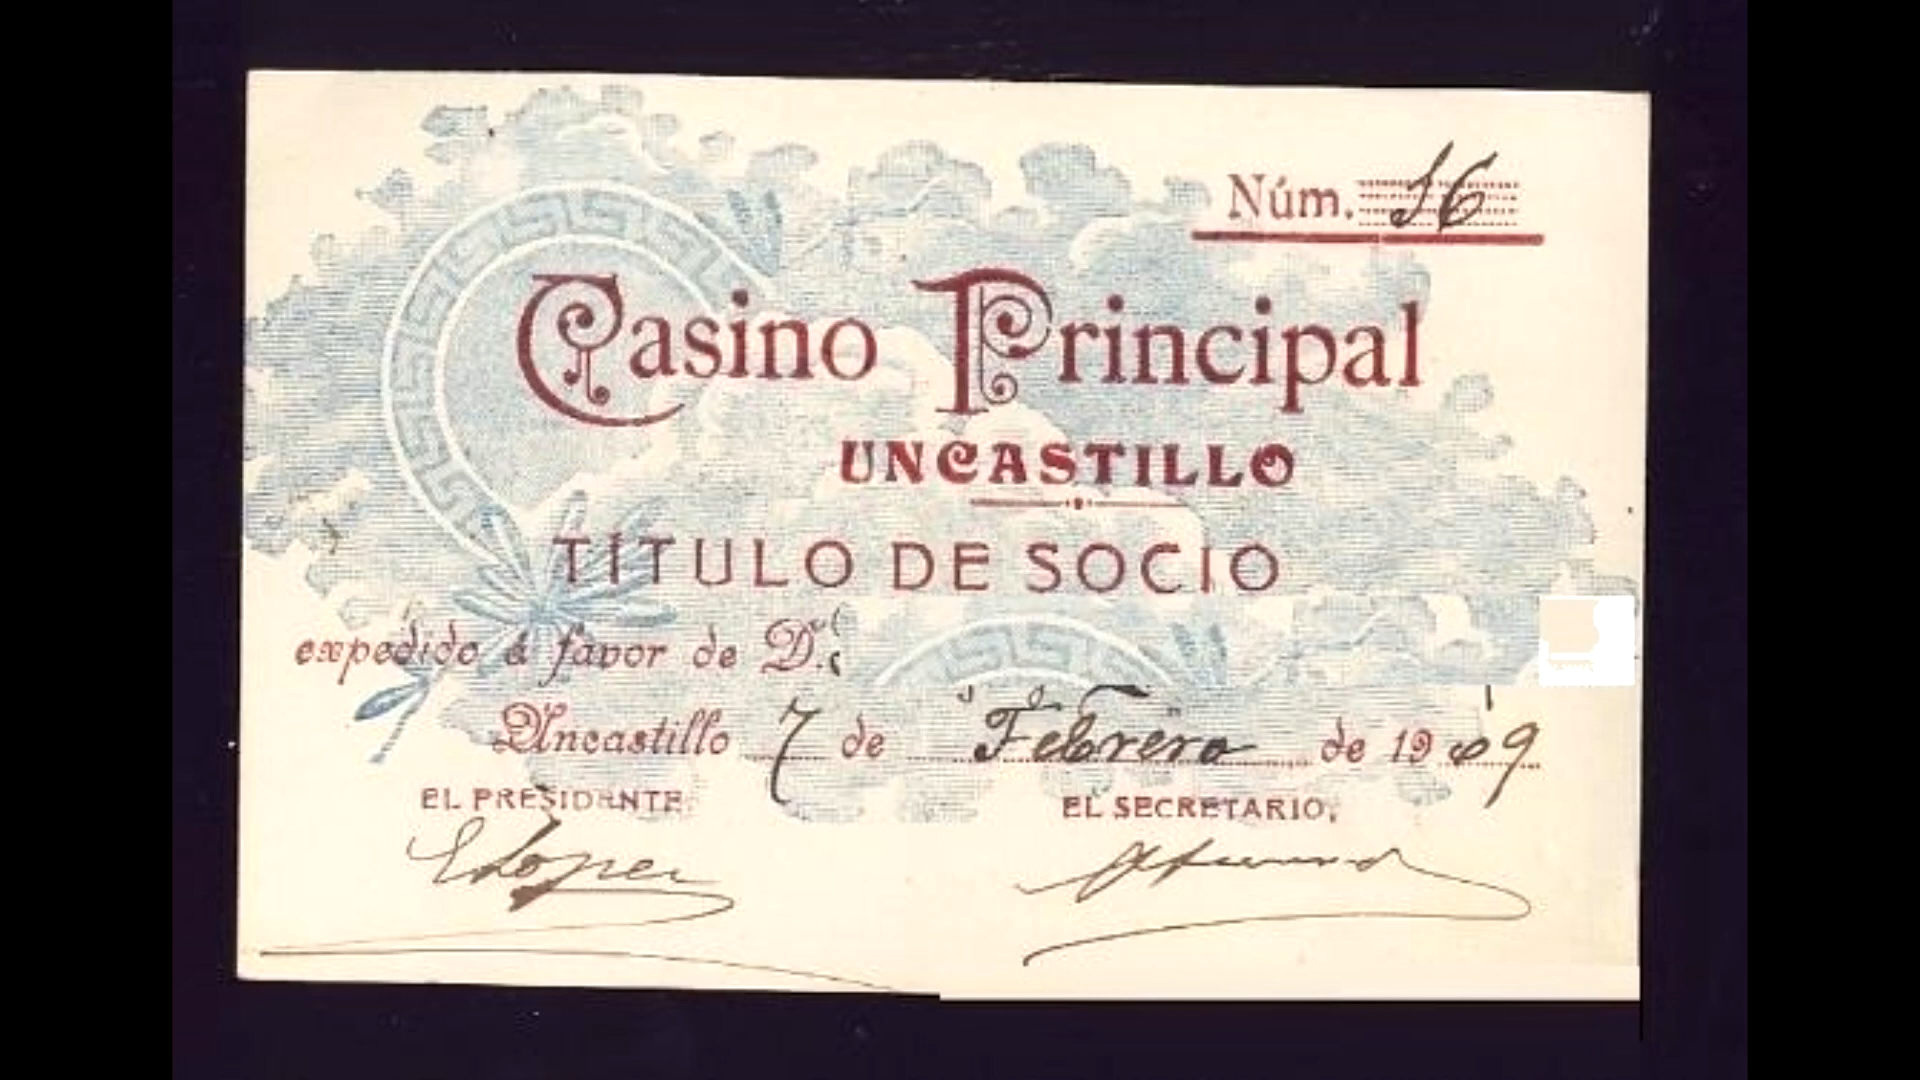 Núm. 16
Casino Principal
UNCASTILLO
TÍTULO DE SOCIO
expedido á favor de D.
Uncastillo 7 de Febrero de 1909
EL PRESIDENTE,
ELopez
EL SECRETARIO,